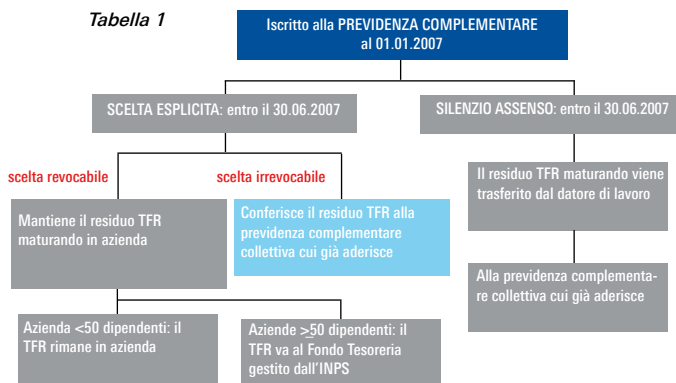 Tabella 1
Iscritto alla PREVIDENZA COMPLEMENTARE
al 01.01.2007
SCELTA ESPLICITA: entro il 30.06.2007
SILENZIO ASSENSO: entro il 30.06.2007
scelta revocabile
scelta irrevocabile
Mantiene il residuo TFR
maturando in azienda
Conferisce il residuo TFR alla
previdenza complementare
collettiva cui già aderisce
Il residuo TFR maturando viene
trasferito dal datore di lavoro
Alla previdenza complementa-
re collettiva cui già aderisce
Azienda <50 dipendenti: il
TFR rimane in azienda
Aziende >50 dipendenti: il
TFR va al Fondo Tesoreria
gestito dall'INPS